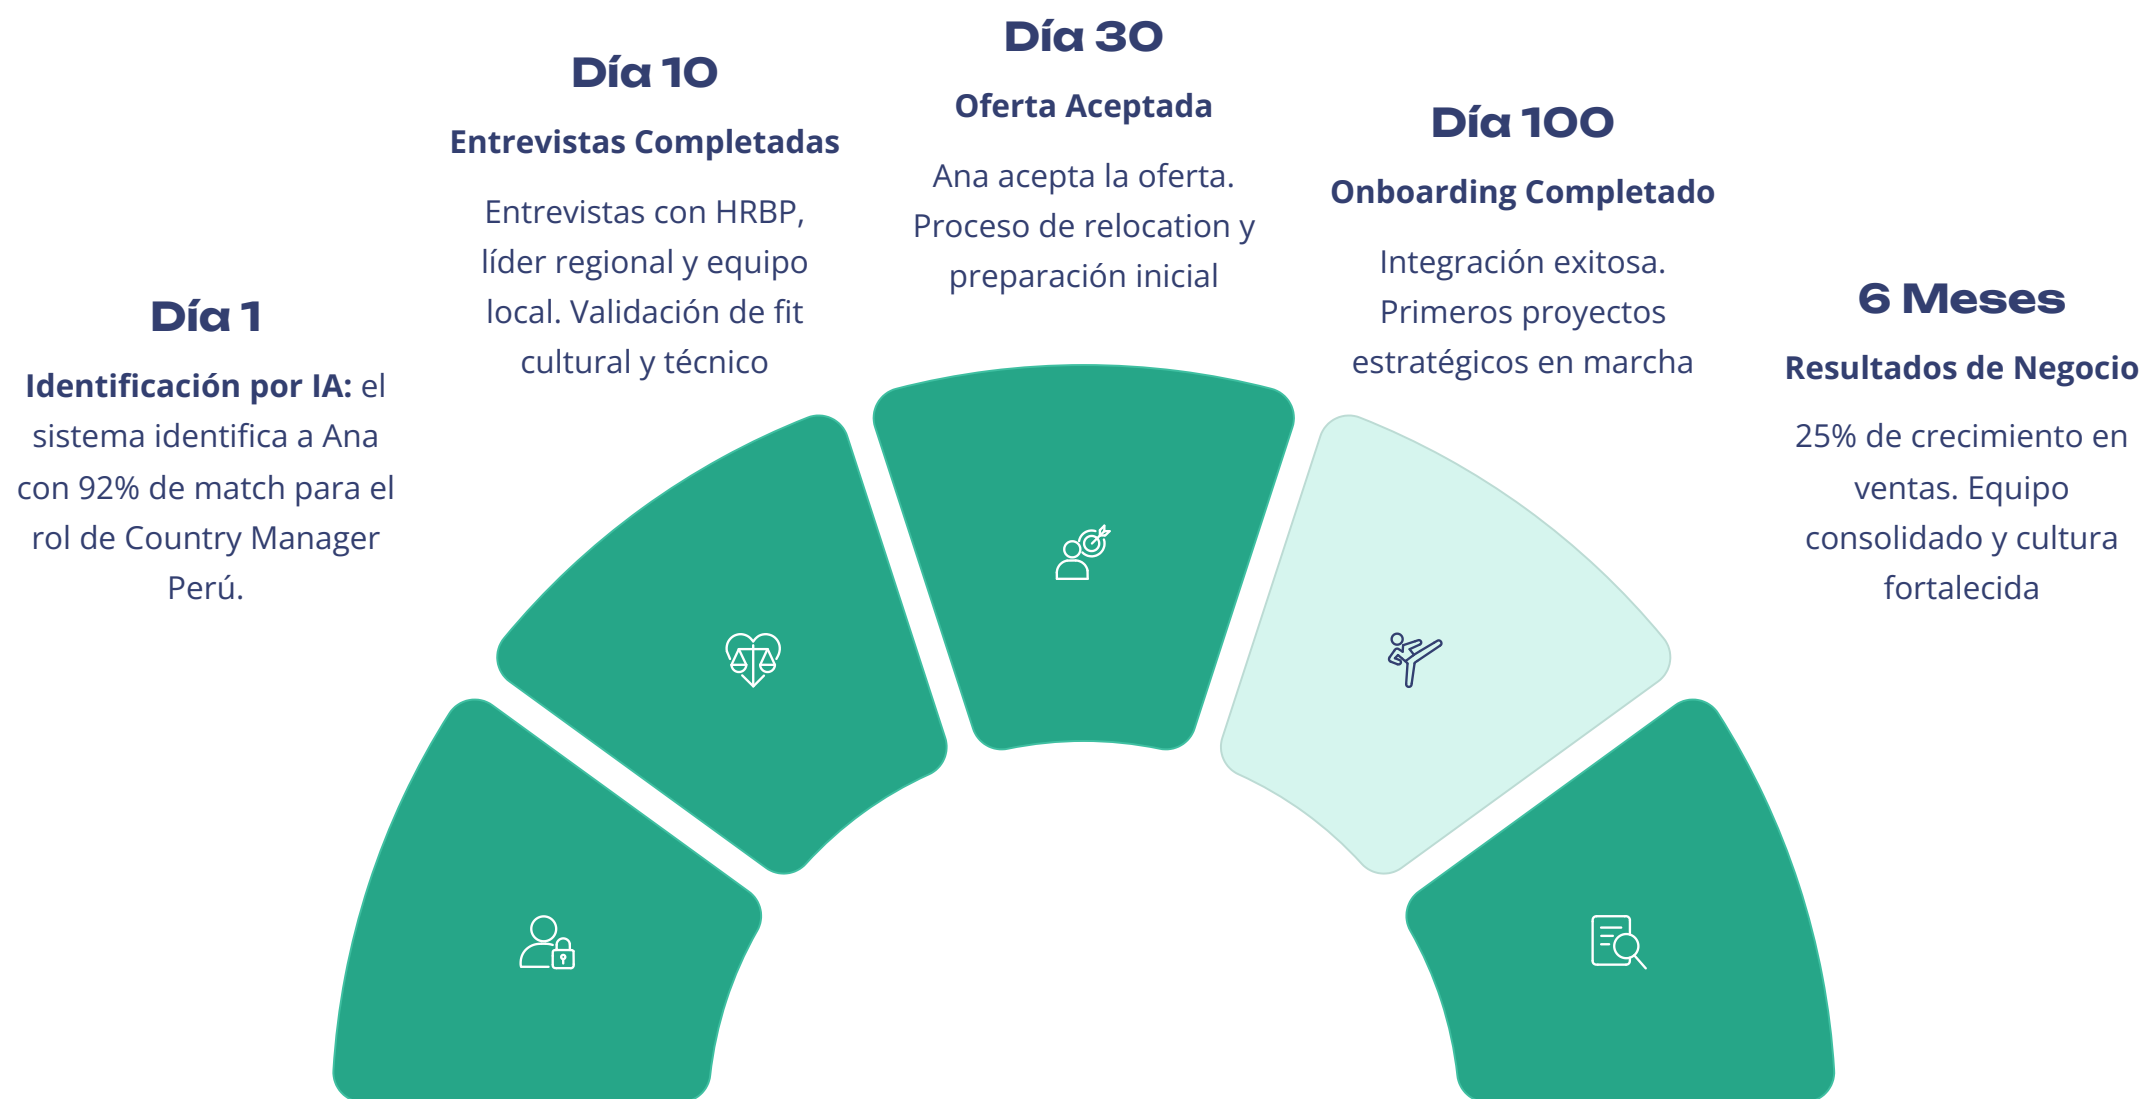 Día 1
Identificación por IA: el
sistema identifica a Ana
con 92% de match para el
rol de Country Manager
Perú.
Día 10
Entrevistas Completadas
Entrevistas con HRBP,
líder regional y equipo
local. Validación de fit
cultural y técnico
Día 30
Oferta Aceptada
Ana acepta la oferta.
Proceso de relocation y
preparación inicial
Día 100
Onboarding Completado
Integración exitosa.
Primeros proyectos
estratégicos en marcha
6 Meses
Resultados de Negocio
25% de crecimiento en
ventas. Equipo
consolidado y cultura
fortalecida